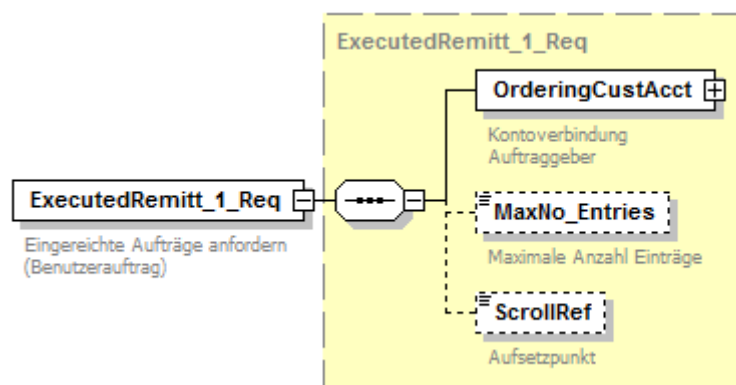 ExecutedRemitt_1_Req
OrderingCustAcct
Kontoverbindung
Auftraggeber
ExecutedRemitt_1_Req
Eingereichte Aufträge anfordern
(Benutzerauftrag)
MaxNo_Entries
Maximale Anzahl Einträge
ScrollRef
Aufsetzpunkt